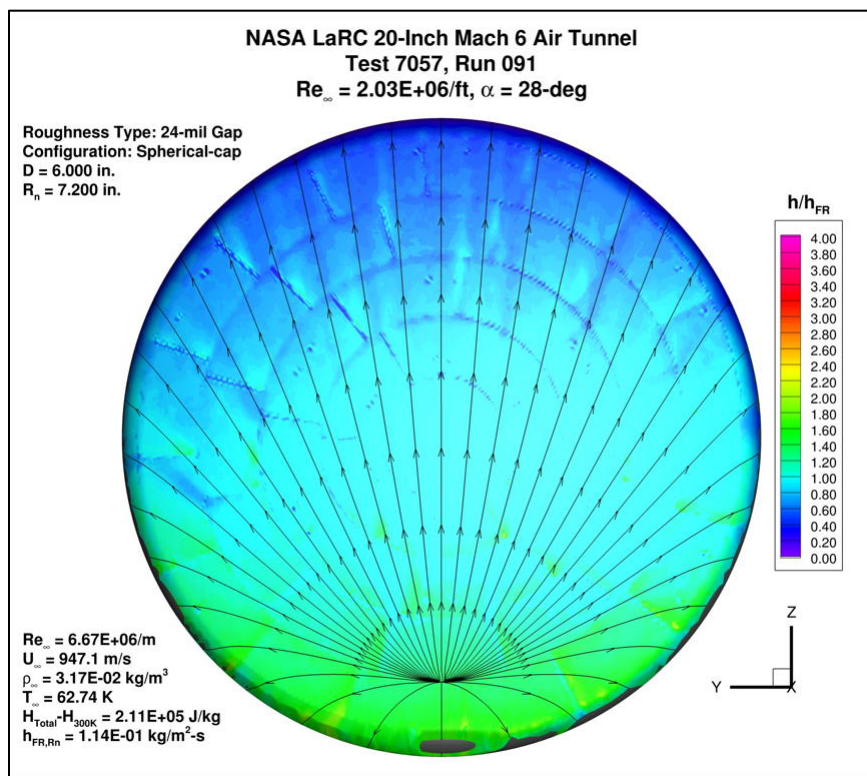 NASA LaRC 20-Inch Mach 6 Air Tunnel
Test 7057, Run 091
Re∞ = 2.03E+06/ft, α = 28-deg
Roughness Type: 24-mil Gap
Configuration: Spherical-cap
D = 6.000 in.
Rn = 7.200 in.
h/hFR
4.00
3.80
3.60
3.40
3.20
3.00
2.80
2.60
2.40
2.20
2.00
1.80
1.60
1.40
1.20
1.00
0.80
0.60
0.40
0.20
0.00
Re∞ = 6.67E+06/m
U∞ = 947.1 m/s
ρ∞ = 3.17E-02 kg/m³
T∞ = 62.74 K
HTotal-H300K = 2.11E+05 J/kg
hFR,Rn = 1.14E-01 kg/m²-s
Z
Y
X